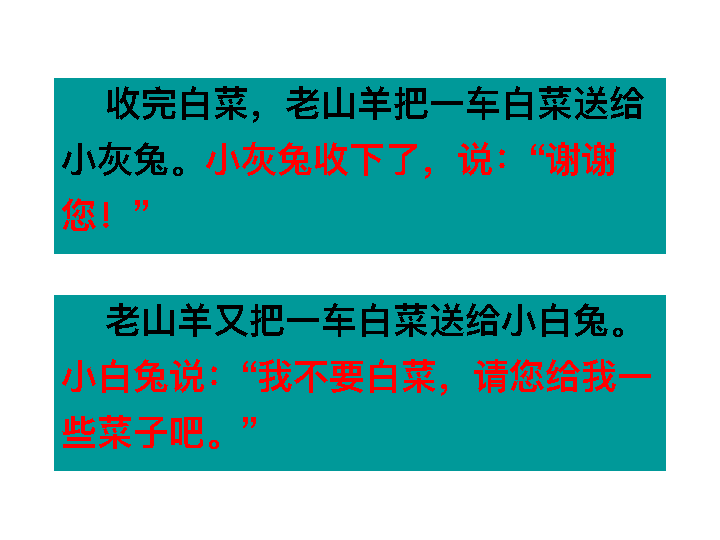 收完白菜，老山羊把一车白菜送给
小灰兔。小灰兔收下了，说：“谢谢
您！”
老山羊又把一车白菜送给小白兔。
小白兔说：“我不要白菜，请您给我一
些菜子吧。”